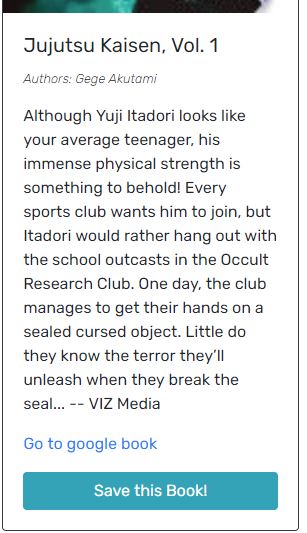 Jujutsu Kaisen, Vol. 1
Authors: Gege Akutami
Although Yuji Itadori looks like
your average teenager, his
immense physical strength is
something to behold! Every
sports club wants him to join, but
Itadori would rather hang out with
the school outcasts in the Occult
Research Club. One day, the club
manages to get their hands on a
sealed cursed object. Little do
they know the terror they’ll
unleash when they break the
seal... -- VIZ Media
Go to google book
Save this Book!